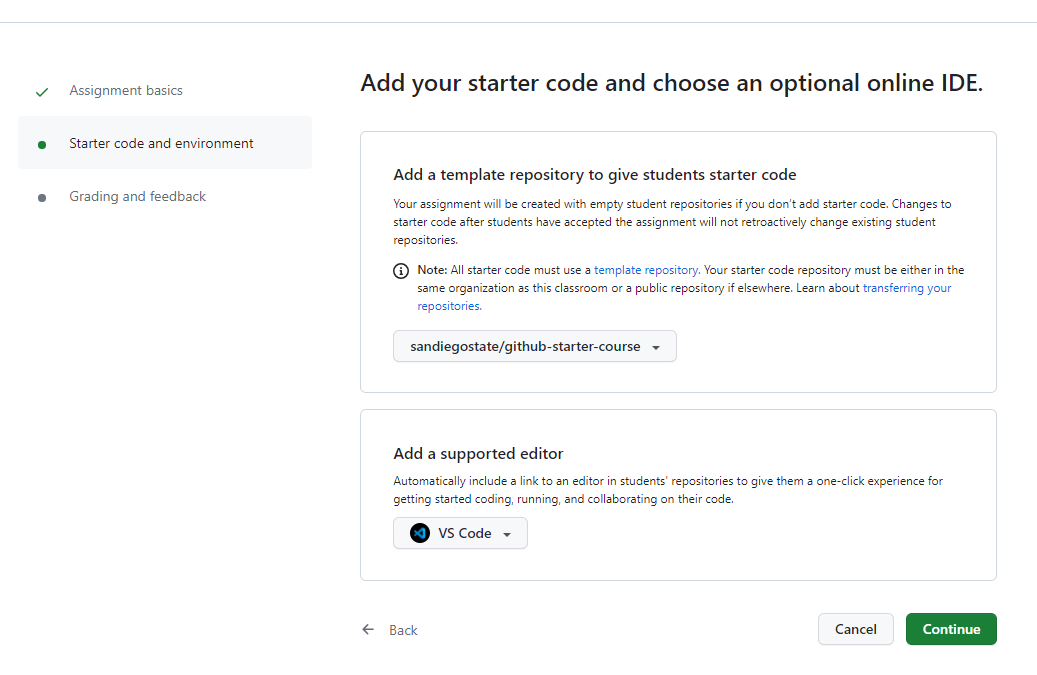 Assignment basics
Starter code and environment
Grading and feedback
Add your starter code and choose an optional online IDE.
Add a template repository to give students starter code
Your assignment will be created with empty student repositories if you don't add starter code. Changes to
starter code after students have accepted the assignment will not retroactively change existing student
repositories.
Note: All starter code must use a template repository. Your starter code repository must be either in the
same organization as this classroom or a public repository if elsewhere. Learn about transferring your
repositories.
sandiegostate/github-starter-course
Add a supported editor
Automatically include a link to an editor in students' repositories to give them a one-click experience for
getting started coding, running, and collaborating on their code.
VS Code
Back
Cancel
Continue